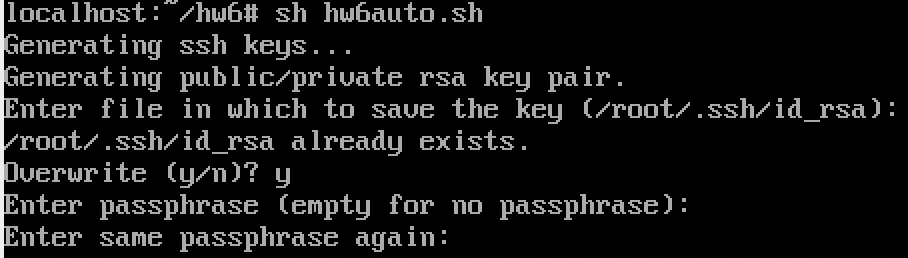 localhost:~/hw6# sh hw6auto.sh
Generating ssh keys...
Generating public/private rsa key pair.
Enter file in which to save the key (/root/.ssh/id_rsa):
/root/.ssh/id_rsa already exists.
Overwrite (y/n)? y
Enter passphrase (empty for no passphrase):
Enter same passphrase again: